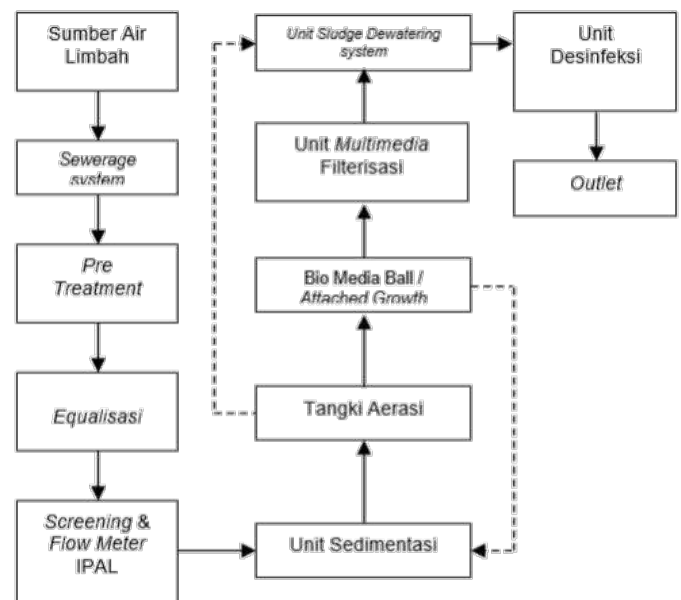 Sumber Air
Limbah
Sewerage
system
Pre
Treatment
Equalisasi
Screening &
Flow Meter
IPAL
Unit Sludge Dewatering
system
Unit Multimedia
Filterisasi
Bio Media Ball /
Attached Growth
Tangki Aerasi
Unit Sedimentasi
Unit
Desinfeksi
Outlet